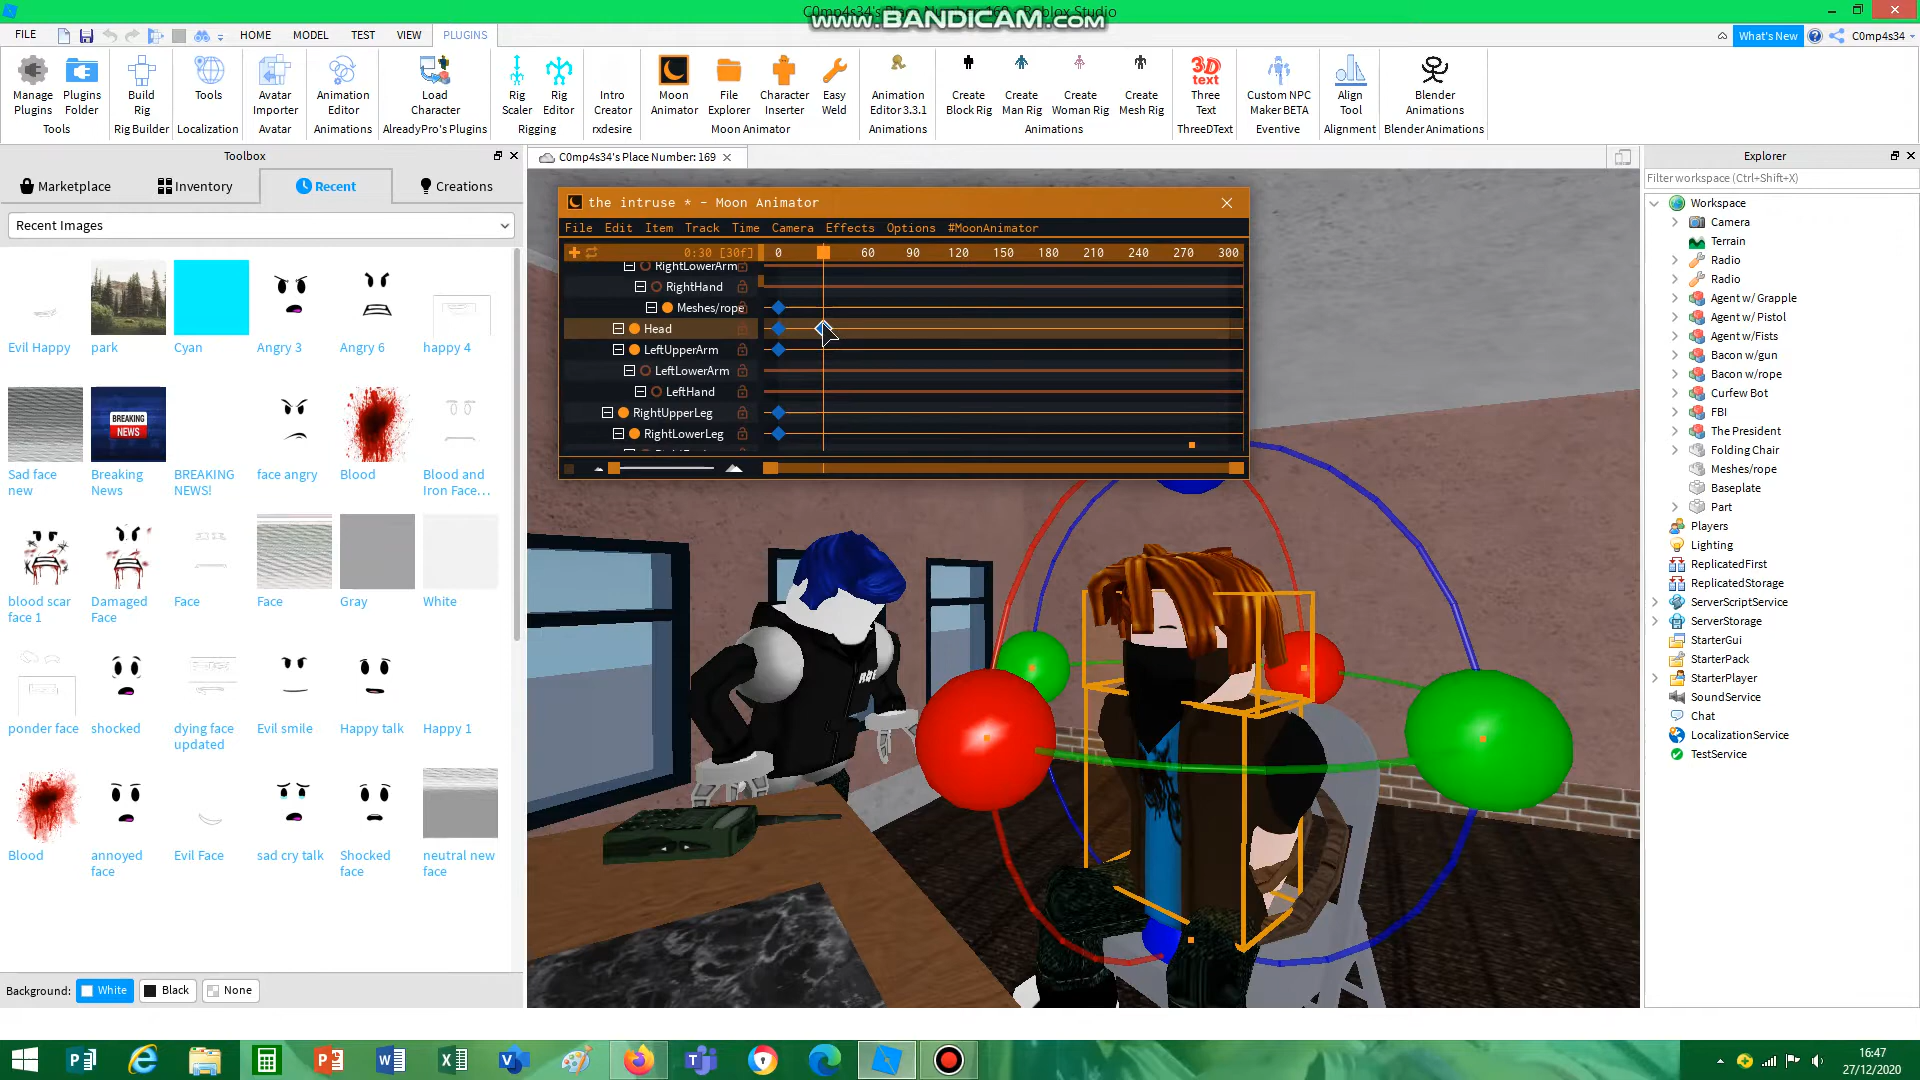 C0mp4s34's Place Number: 169 - Roblox Studio
www.BANDICAM.com
FILE
HOME
MODEL
TEST
VIEW
PLUGINS
What's New
C0mp4s34
Manage Plugins
Plugins Folder
Tools
Build Rig
Rig Builder
Tools
Localization
Avatar Importer
Avatar
Animation Editor
Animations
Load Character
AlreadyPro's Plugins
Rig Scaler
Rig Editor
Rigging
Intro Creator
rxdesire
Moon Animator
File Explorer
Character Inserter
Easy Weld
Moon Animator
Animation Editor 3.3.1
Animations
Create Block Rig
Create Man Rig
Create Woman Rig
Create Mesh Rig
Animations
3D text
Three Text
ThreeDText
Custom NPC Maker BETA
Eventive
Align Tool
Alignment
Blender Animations
Blender Animations
Toolbox
Marketplace
Inventory
Recent
Creations
Recent Images
Evil Happy
park
Cyan
Angry 3
Angry 6
happy 4
BREAKING NEWS
Sad face new
Breaking News
BREAKING NEWS!
face angry
Blood
Blood and Iron Face...
blood scar face 1
Damaged Face
Face
Face
Gray
White
ponder face
shocked
dying face updated
Evil smile
Happy talk
Happy 1
Blood
annoyed face
Evil Face
sad cry talk
Shocked face
neutral new face
Background:
White
Black
None
C0mp4s34's Place Number: 169
the intruse * - Moon Animator
File Edit Item Track Time Camera Effects Options #MoonAnimator
0:30 [30f]
0 60 90 120 150 180 210 240 270 300
RightLowerArm
RightHand
Meshes/rope
Head
LeftUpperArm
LeftLowerArm
LeftHand
RightUpperLeg
RightLowerLeg
Explorer
Filter workspace (Ctrl+Shift+X)
Workspace
Camera
Terrain
Radio
Radio
Agent w/ Grapple
Agent w/ Pistol
Agent w/Fists
Bacon w/gun
Bacon w/rope
Curfew Bot
FBI
The President
Folding Chair
Meshes/rope
Baseplate
Part
Players
Lighting
ReplicatedFirst
ReplicatedStorage
ServerScriptService
ServerStorage
StarterGui
StarterPack
StarterPlayer
SoundService
Chat
LocalizationService
TestService
16:47
27/12/2020